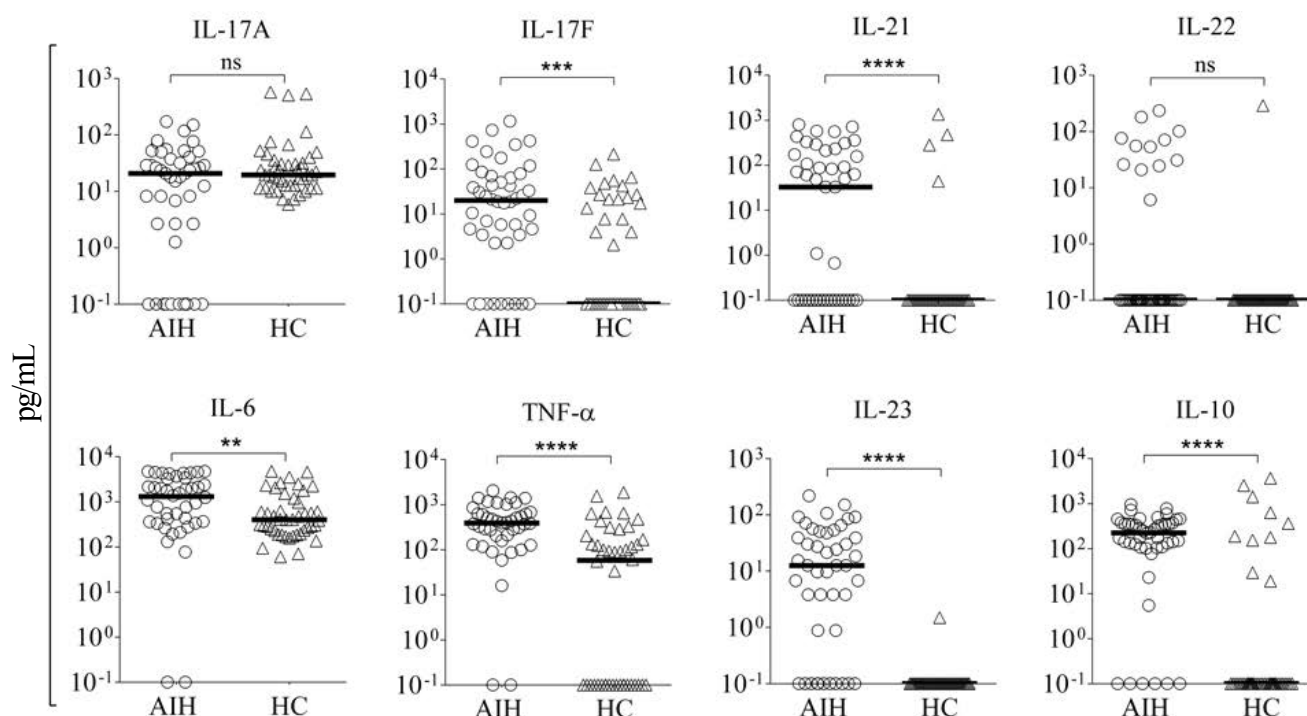 IL-17A
ns
10³
10²
10¹
10⁰
10⁻¹
AIH HC
IL-17F
***
10⁴
10³
10²
10¹
10⁰
10⁻¹
AIH HC
IL-21
****
10⁴
10³
10²
10¹
10⁰
10⁻¹
AIH HC
IL-22
ns
10³
10²
10¹
10⁰
10⁻¹
AIH HC
pg/mL
IL-6
**
10⁴
10³
10²
10¹
10⁰
10⁻¹
AIH HC
TNF-α
****
10⁴
10³
10²
10¹
10⁰
10⁻¹
AIH HC
IL-23
****
10³
10²
10¹
10⁰
10⁻¹
AIH HC
IL-10
****
10⁴
10³
10²
10¹
10⁰
10⁻¹
AIH HC